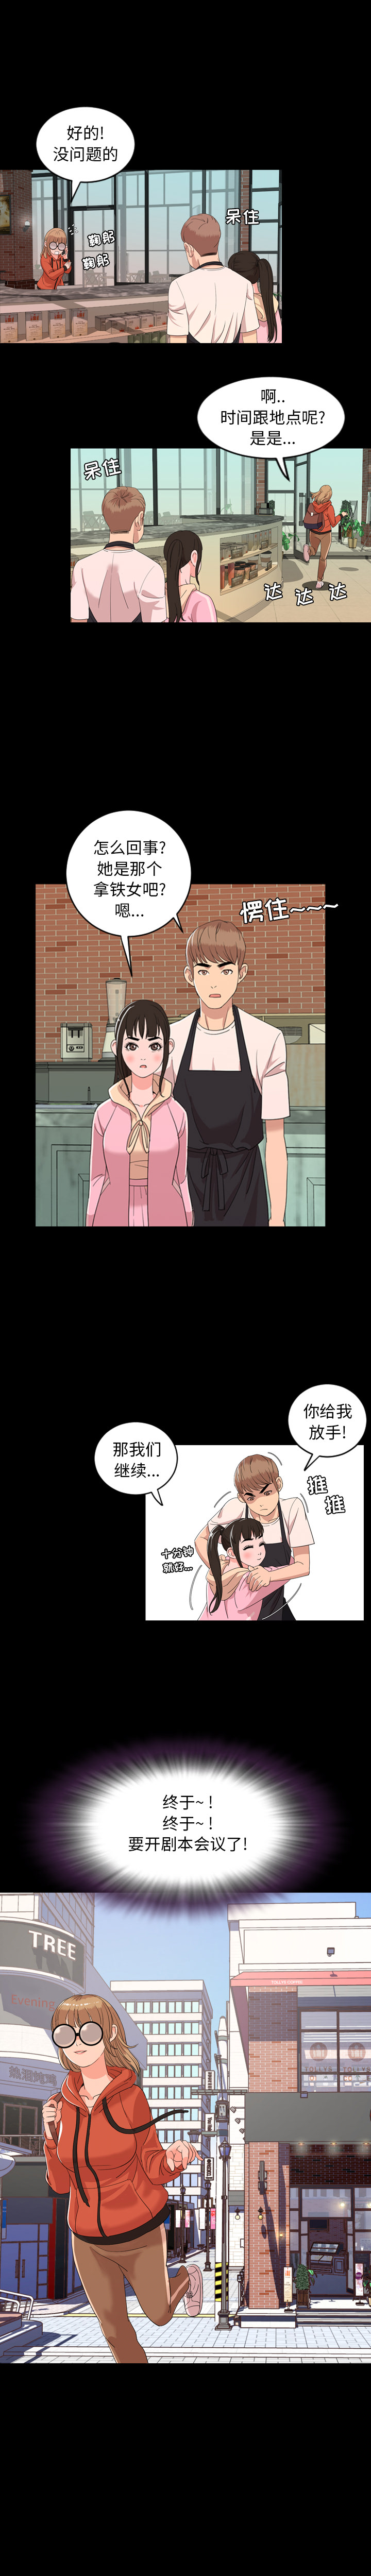 好的!
没问题的
呆住
鞠躬
鞠躬
啊..
时间跟地点呢?
是是...
呆住
达 达 达
怎么回事?
她是那个
拿铁女吧?
嗯...
愣住~~~
你给我
放手!
那我们
继续...
推
推
十分钟
就好...
终于~ !
终于~ !
要开剧本会议了!
TREE
Evening